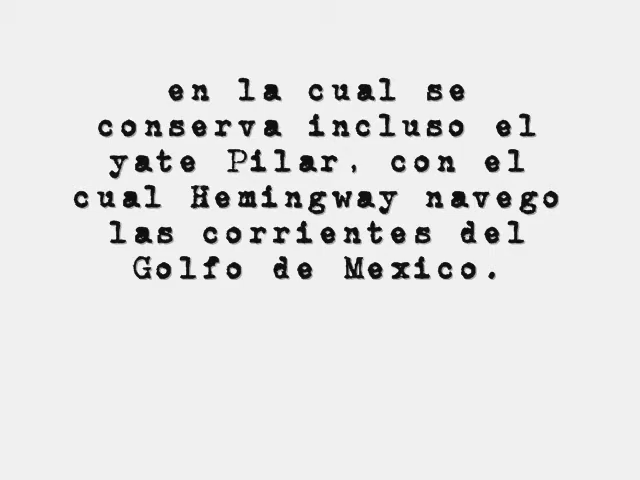 en la cual se
conserva incluso el
yate Pilar, con el
cual Hemingway navego
las corrientes del
Golfo de Mexico.